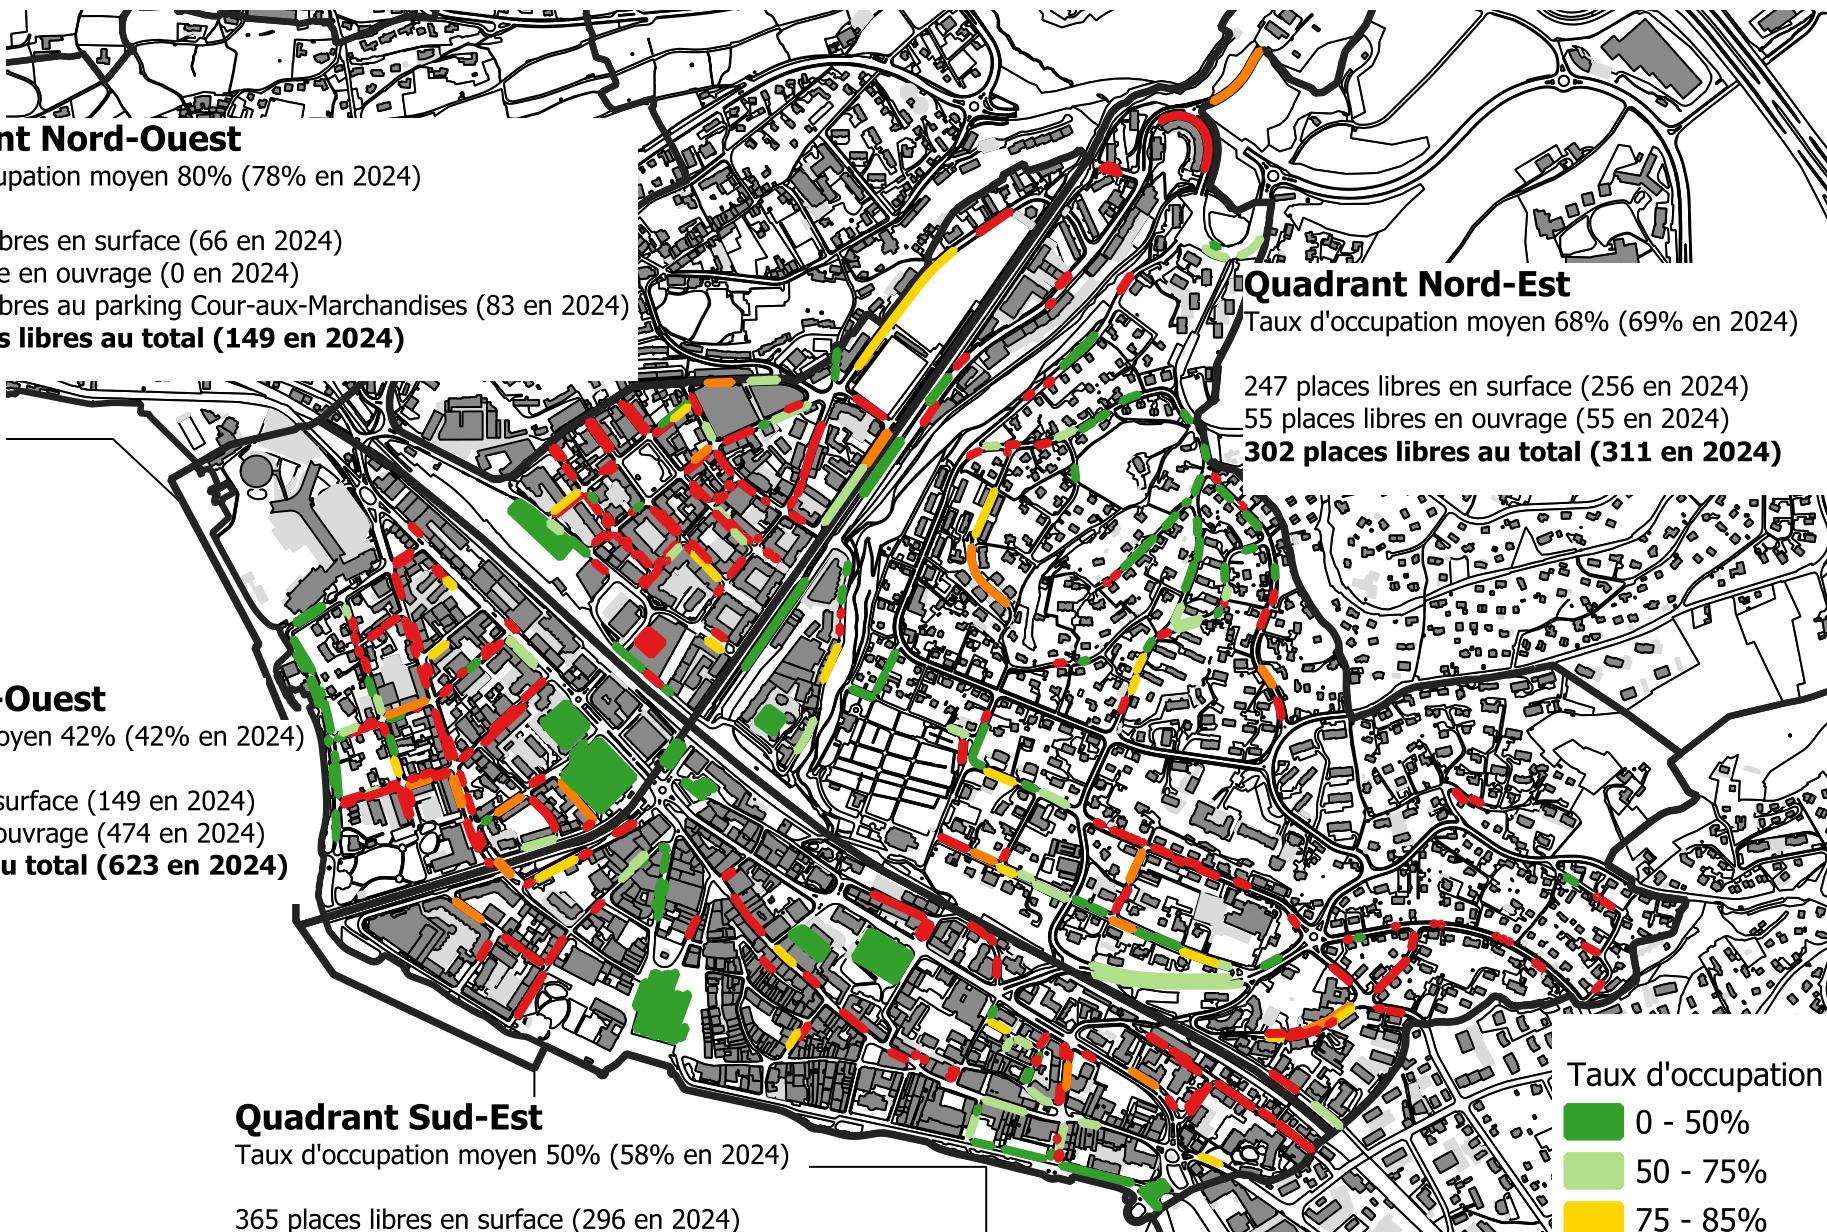 nt Nord-Ouest
upation moyen 80% (78% en 2024)
ibres en surface (66 en 2024)
e en ouvrage (0 en 2024)
ibres au parking Cour-aux-Marchandises (83 en 2024)
s libres au total (149 en 2024)
Quadrant Nord-Est
Taux d'occupation moyen 68% (69% en 2024)
247 places libres en surface (256 en 2024)
55 places libres en ouvrage (55 en 2024)
302 places libres au total (311 en 2024)
-Ouest
oyen 42% (42% en 2024)
surface (149 en 2024)
ouvrage (474 en 2024)
u total (623 en 2024)
Quadrant Sud-Est
Taux d'occupation moyen 50% (58% en 2024)
365 places libres en surface (296 en 2024)
Taux d'occupation
0 - 50%
50 - 75%
75 - 85%